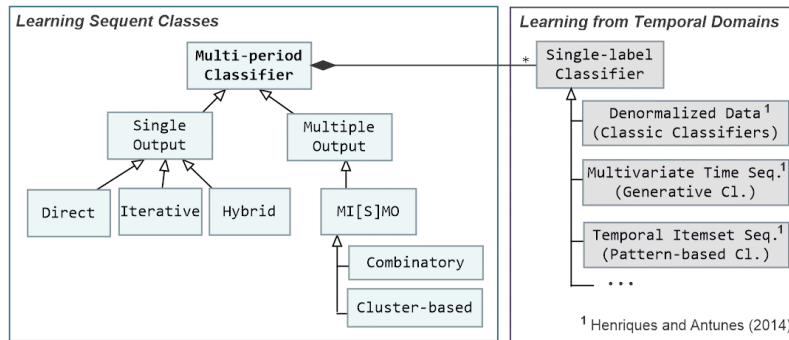 Learning Sequent Classes
Multi-period
Classifier
Single
Output
Multiple
Output
Direct
Iterative
Hybrid
MI[S]MO
Combinatory
Cluster-based
Learning from Temporal Domains
*
Single-label
Classifier
Denormalized Data¹
(Classic Classifiers)
Multivariate Time Seq.¹
(Generative Cl.)
Temporal Itemset Seq.¹
(Pattern-based Cl.)
...
¹ Henriques and Antunes (2014)